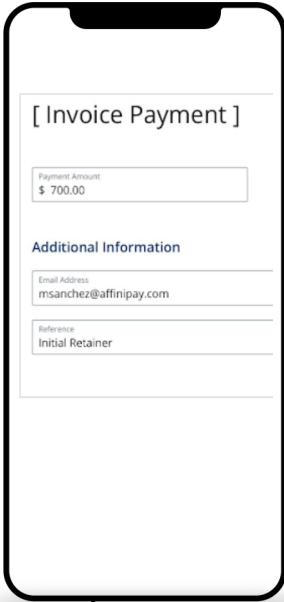 [ Invoice Payment ]
Payment Amount
$ 700.00
Additional Information
Email Address
msanchez@affinipay.com
Reference
Initial Retainer